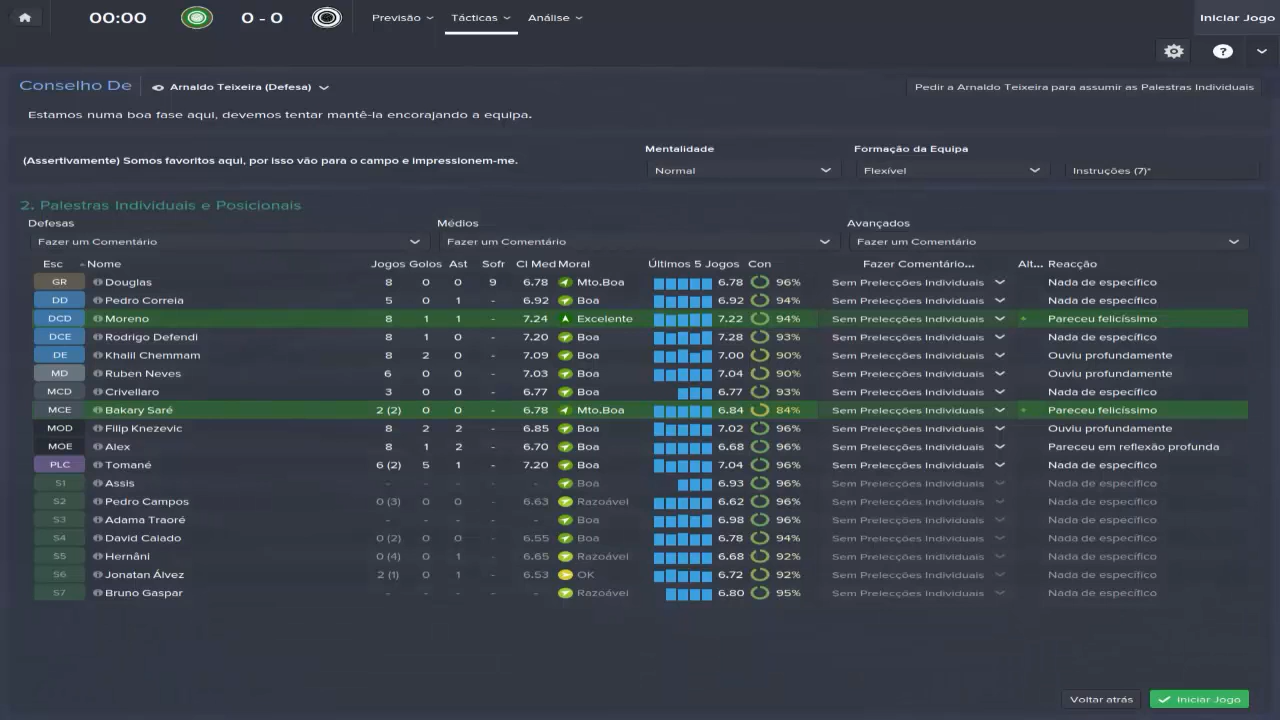 00:00 0 - 0 Previsão Tácticas Análise Iniciar Jogo
?
Conselho De Arnaldo Teixeira (Defesa) Pedir a Arnaldo Teixeira para assumir as Palestras Individuais
Estamos numa boa fase aqui, devemos tentar mantê-la encorajando a equipa.
Mentalidade Formação da Equipa
(Assertivamente) Somos favoritos aqui, por isso vão para o campo e impressionem-me.
Normal Flexível Instruções (7)*
2. Palestras Individuais e Posicionais
Defesas Médios Avançados
Fazer um Comentário Fazer um Comentário Fazer um Comentário
Esc Nome Jogos Golos Ast Sofr Cl Med Moral Últimos 5 Jogos Con Fazer Comentário... Alt... Reacção
GR Douglas 8 0 0 9 6.78 Mto.Boa 6.78 96% Sem Prelecções Individuais Nada de específico
DD Pedro Correia 5 0 1 - 6.92 Boa 6.92 94% Sem Prelecções Individuais Nada de específico
DCD Moreno 8 1 1 - 7.24 Excelente 7.22 94% Sem Prelecções Individuais + Pareceu felicíssimo
DCE Rodrigo Defendi 8 1 0 - 7.20 Boa 7.28 93% Sem Prelecções Individuais Nada de específico
DE Khalil Chemmam 8 2 0 - 7.09 Boa 7.00 90% Sem Prelecções Individuais Ouviu profundamente
MD Ruben Neves 6 0 0 - 7.03 Boa 7.04 90% Sem Prelecções Individuais Ouviu profundamente
MCD Crivellaro 3 0 0 - 6.77 Boa 6.77 93% Sem Prelecções Individuais Nada de específico
MCE Bakary Saré 2 (2) 0 0 - 6.78 Mto.Boa 6.84 84% Sem Prelecções Individuais + Pareceu felicíssimo
MOD Filip Knezevic 8 2 2 - 6.85 Boa 7.02 96% Sem Prelecções Individuais Ouviu profundamente
MOE Alex 8 1 2 - 6.70 Boa 6.68 96% Sem Prelecções Individuais Pareceu em reflexão profunda
PLC Tomané 6 (2) 5 1 - 7.20 Boa 7.04 96% Sem Prelecções Individuais Nada de específico
S1 Assis - - - - - Boa 6.93 96% Sem Prelecções Individuais Nada de específico
S2 Pedro Campos 0 (3) 0 0 - 6.63 Razoável 6.62 96% Sem Prelecções Individuais Nada de específico
S3 Adama Traoré - - - - - Boa 6.98 96% Sem Prelecções Individuais Nada de específico
S4 David Caiado 0 (2) 0 0 - 6.55 Boa 6.78 94% Sem Prelecções Individuais Nada de específico
S5 Hernâni 0 (4) 0 1 - 6.65 Razoável 6.68 92% Sem Prelecções Individuais Nada de específico
S6 Jonatan Álvez 2 (1) 0 1 - 6.53 OK 6.72 92% Sem Prelecções Individuais Nada de específico
S7 Bruno Gaspar - - - - - Razoável 6.80 95% Sem Prelecções Individuais Nada de específico
Voltar atrás Iniciar Jogo